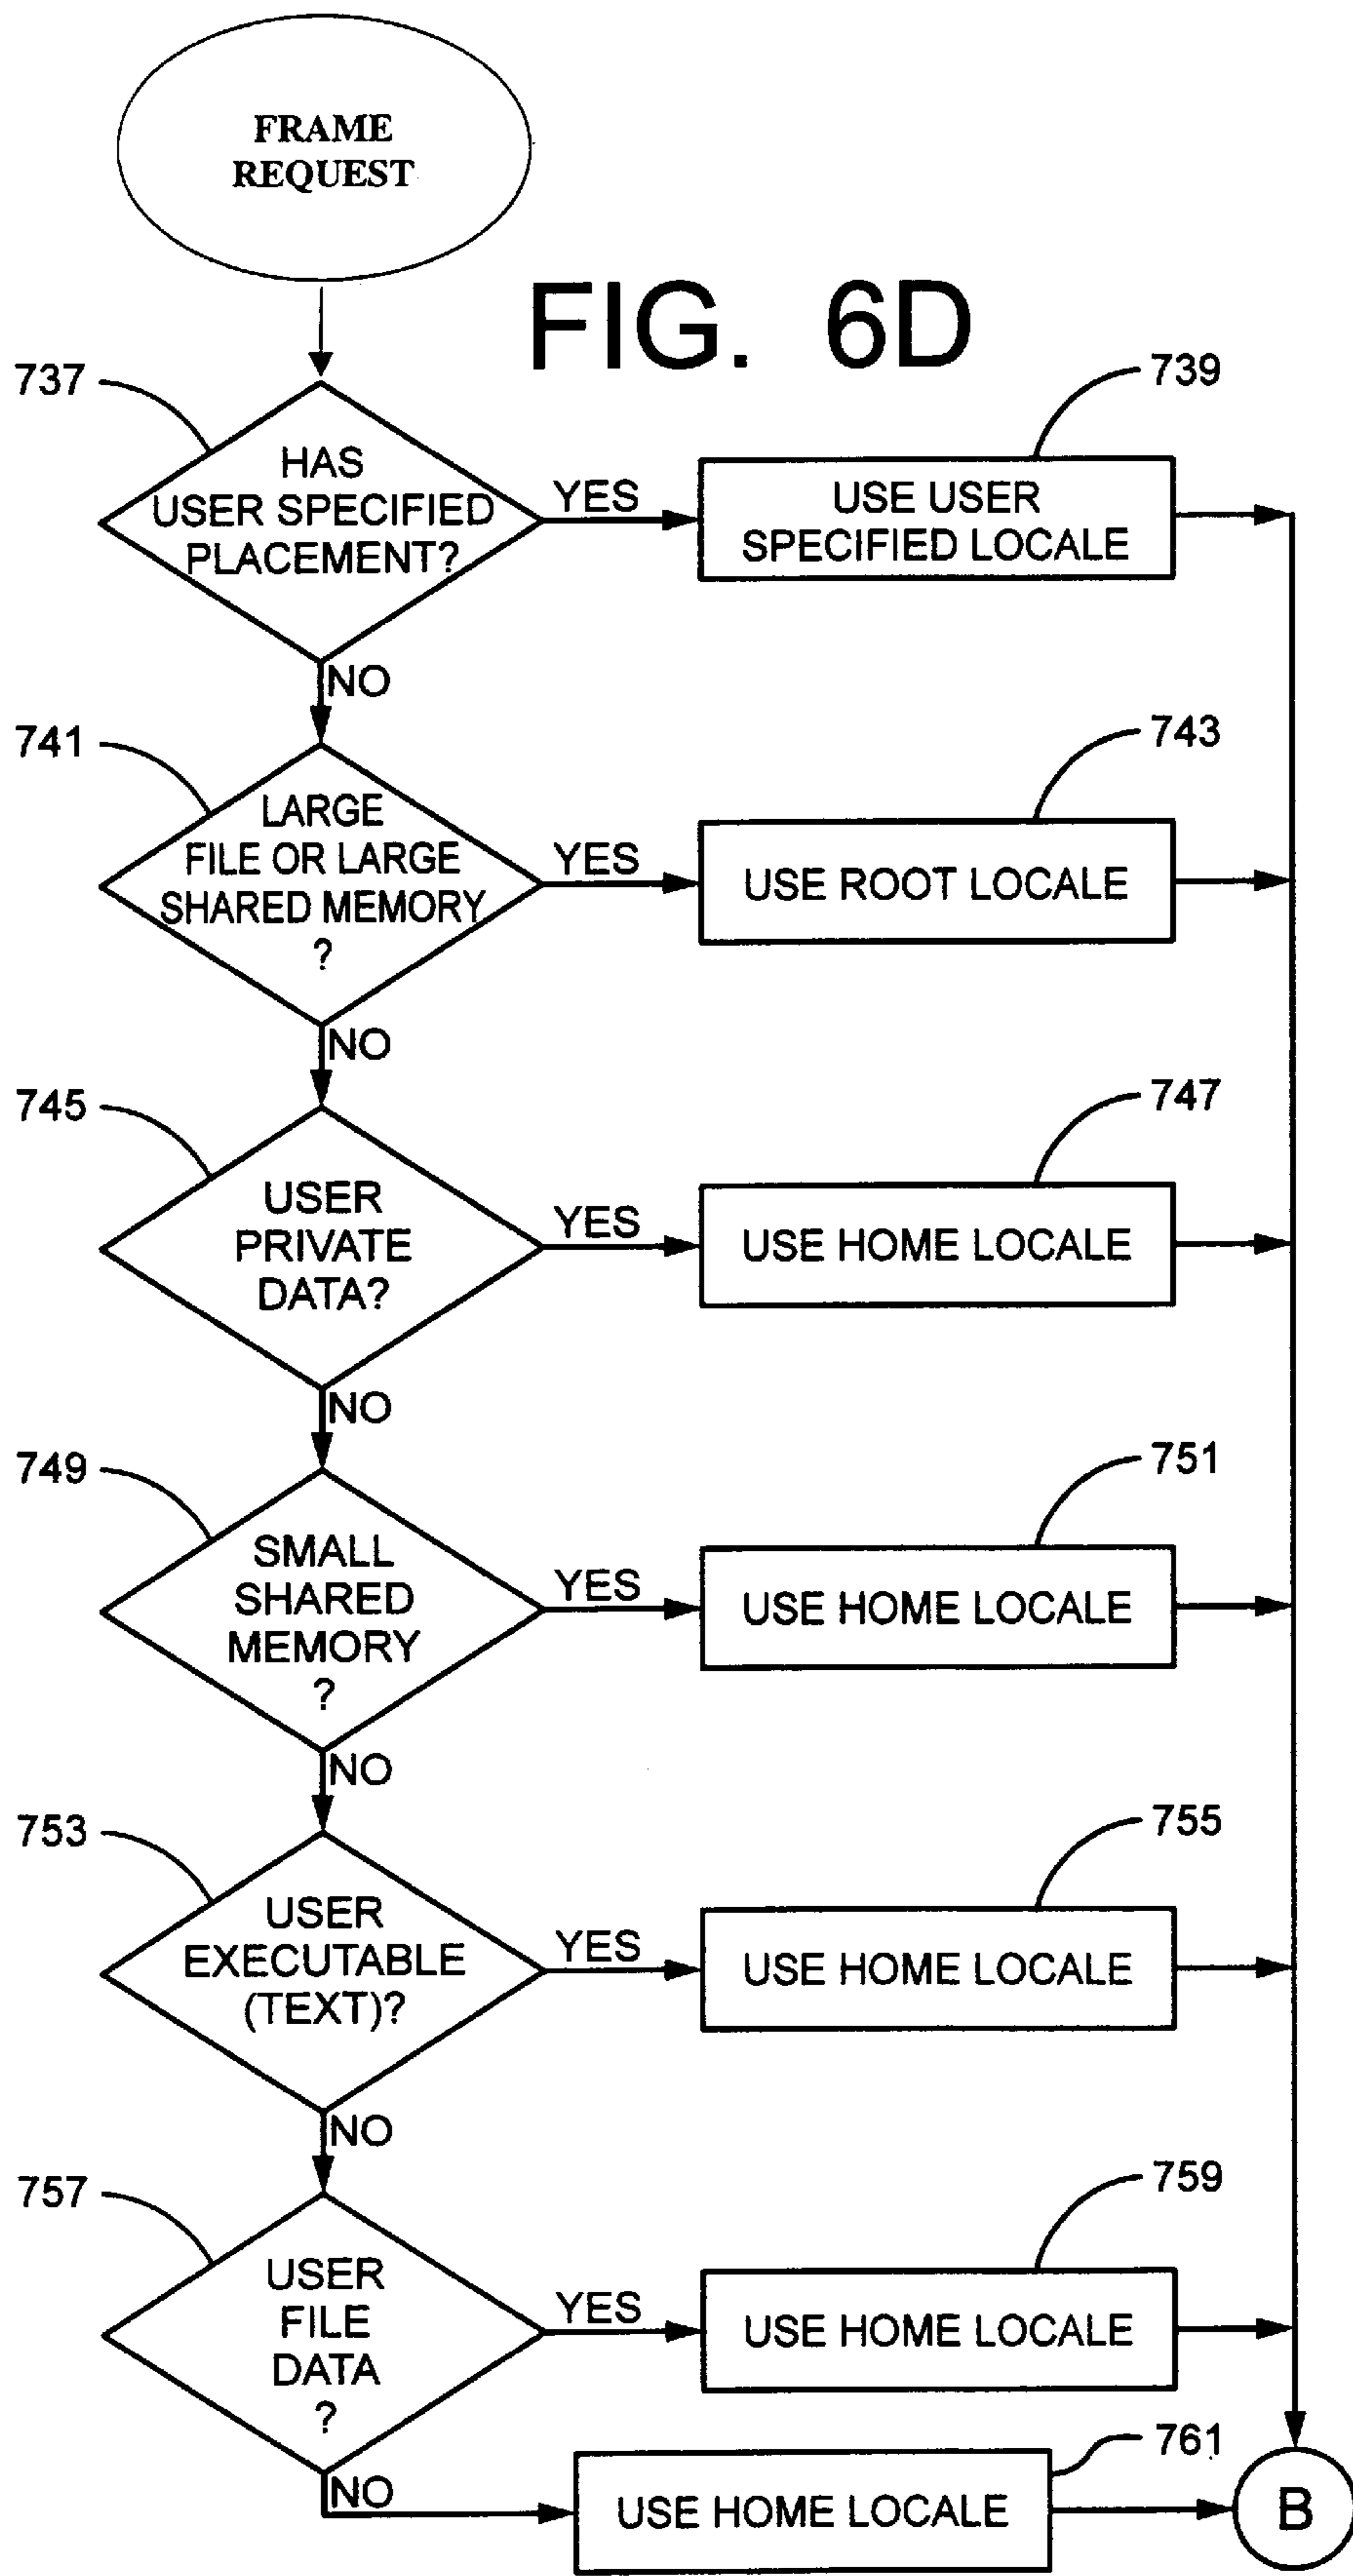 FRAME
REQUEST
FIG. 6D
737
HAS
USER SPECIFIED
PLACEMENT?
YES
739
USE USER
SPECIFIED LOCALE
NO
741
LARGE
FILE OR LARGE
SHARED MEMORY
?
YES
743
USE ROOT LOCALE
NO
745
USER
PRIVATE
DATA?
YES
747
USE HOME LOCALE
NO
749
SMALL
SHARED
MEMORY
?
YES
751
USE HOME LOCALE
NO
753
USER
EXECUTABLE
(TEXT)?
YES
755
USE HOME LOCALE
NO
757
USER
FILE
DATA
?
YES
759
USE HOME LOCALE
NO
761
USE HOME LOCALE
B